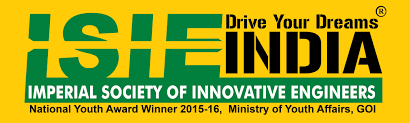 Drive Your Dreams®
ISIE INDIA
IMPERIAL SOCIETY OF INNOVATIVE ENGINEERS
National Youth Award Winner 2015-16, Ministry of Youth Affairs, GOI